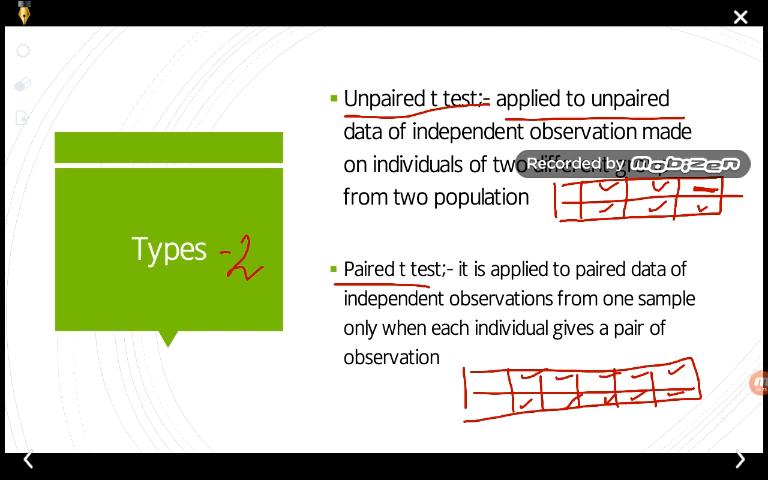 Unpaired t test;- applied to unpaired
data of independent observation made
on individuals of two different
from two population
Recorded by mobizen
Types -2
Paired t test;- it is applied to paired data of
independent observations from one sample
only when each individual gives a pair of
observation